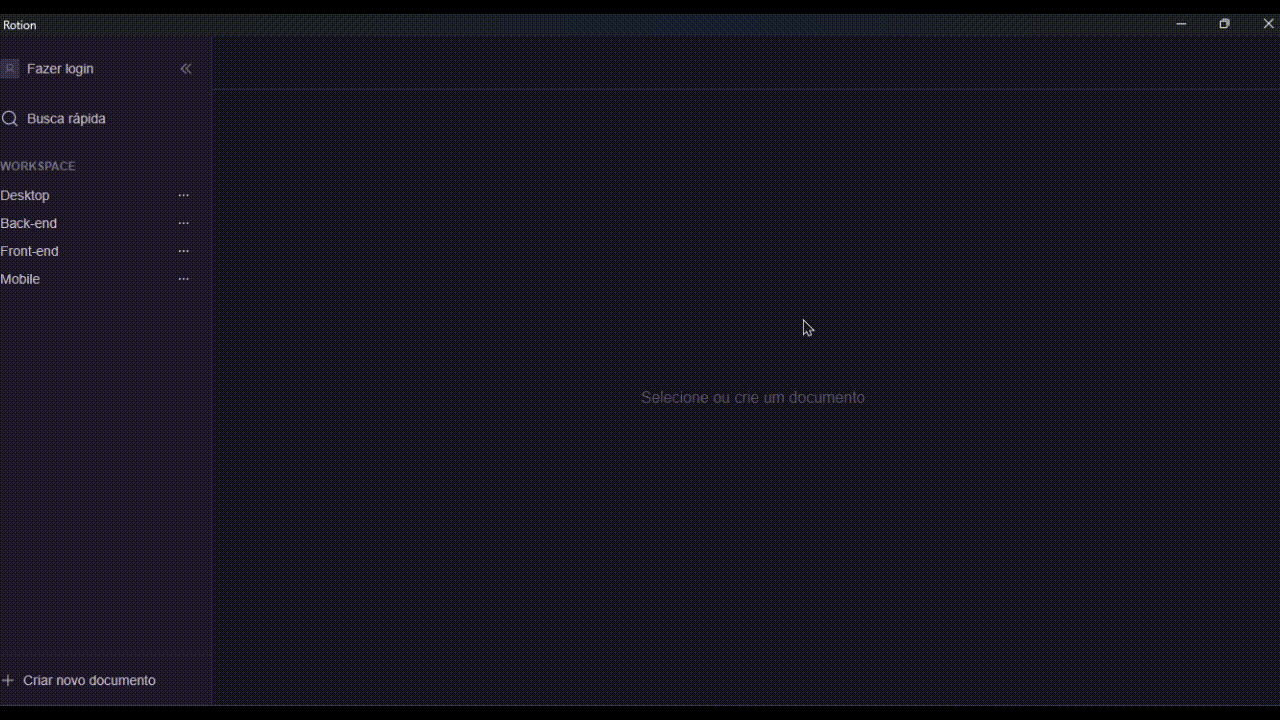 Rotion
Fazer login
Busca rápida
WORKSPACE
Desktop
Back-end
Front-end
Mobile
Selecione ou crie um documento
Criar novo documento